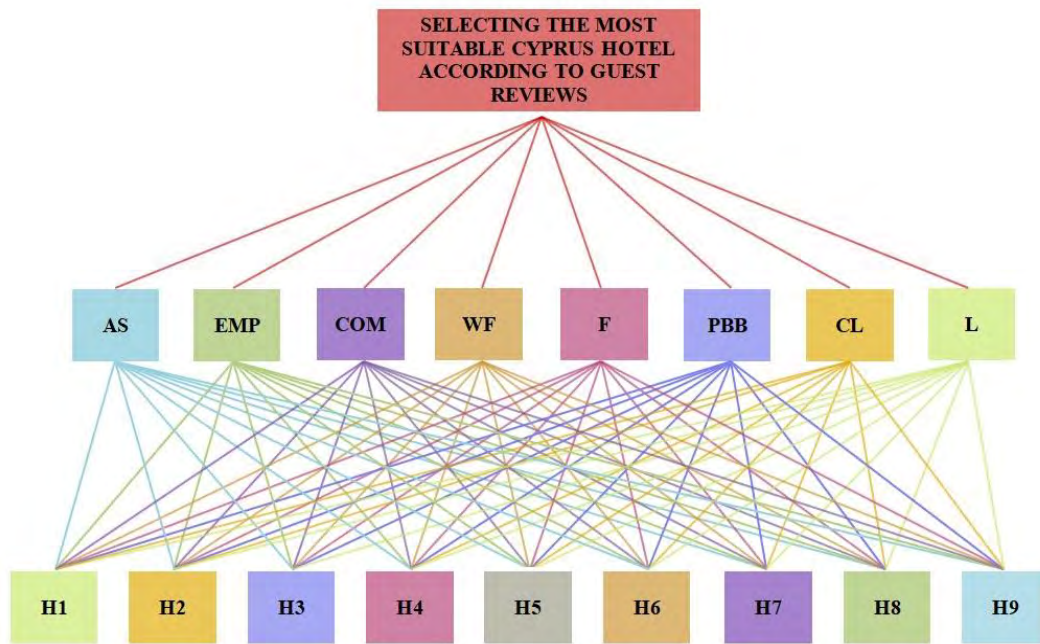 SELECTING THE MOST
SUITABLE CYPRUS HOTEL
ACCORDING TO GUEST
REVIEWS
AS EMP COM WF F PBB CL L
H1 H2 H3 H4 H5 H6 H7 H8 H9